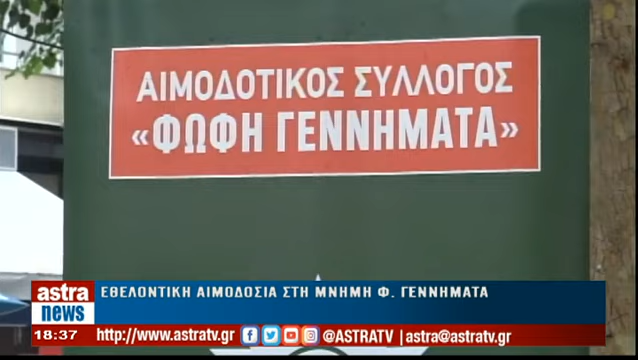 ΑΙΜΟΔΟΤΙΚΟΣ ΣΥΛΛΟΓΟΣ
«ΦΩΦΗ ΓΕΝΝΗΜΑΤΑ»
astra
news
ΕΘΕΛΟΝΤΙΚΗ ΑΙΜΟΔΟΣΙΑ ΣΤΗ ΜΝΗΜΗ Φ. ΓΕΝΝΗΜΑΤΑ
18:37
http://www.astratv.gr @ASTRATV | astra@astratv.gr